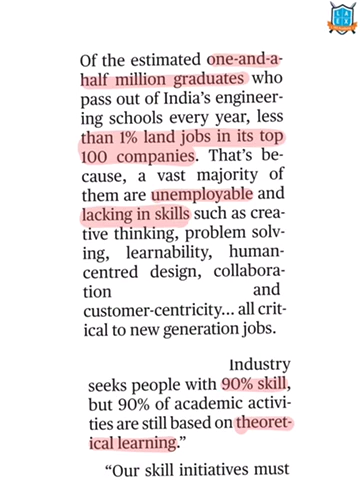 Of the estimated one-and-a-
half million graduates who
pass out of India's engineer-
ing schools every year, less
than 1% land jobs in its top
100 companies. That's be-
cause, a vast majority of
them are unemployable and
lacking in skills such as crea-
tive thinking, problem solv-
ing, learnability, human-
centred design, collabora-
tion and
customer-centricity... all crit-
ical to new generation jobs.
Industry
seeks people with 90% skill,
but 90% of academic activi-
ties are still based on theoret-
ical learning."
"Our skill initiatives must